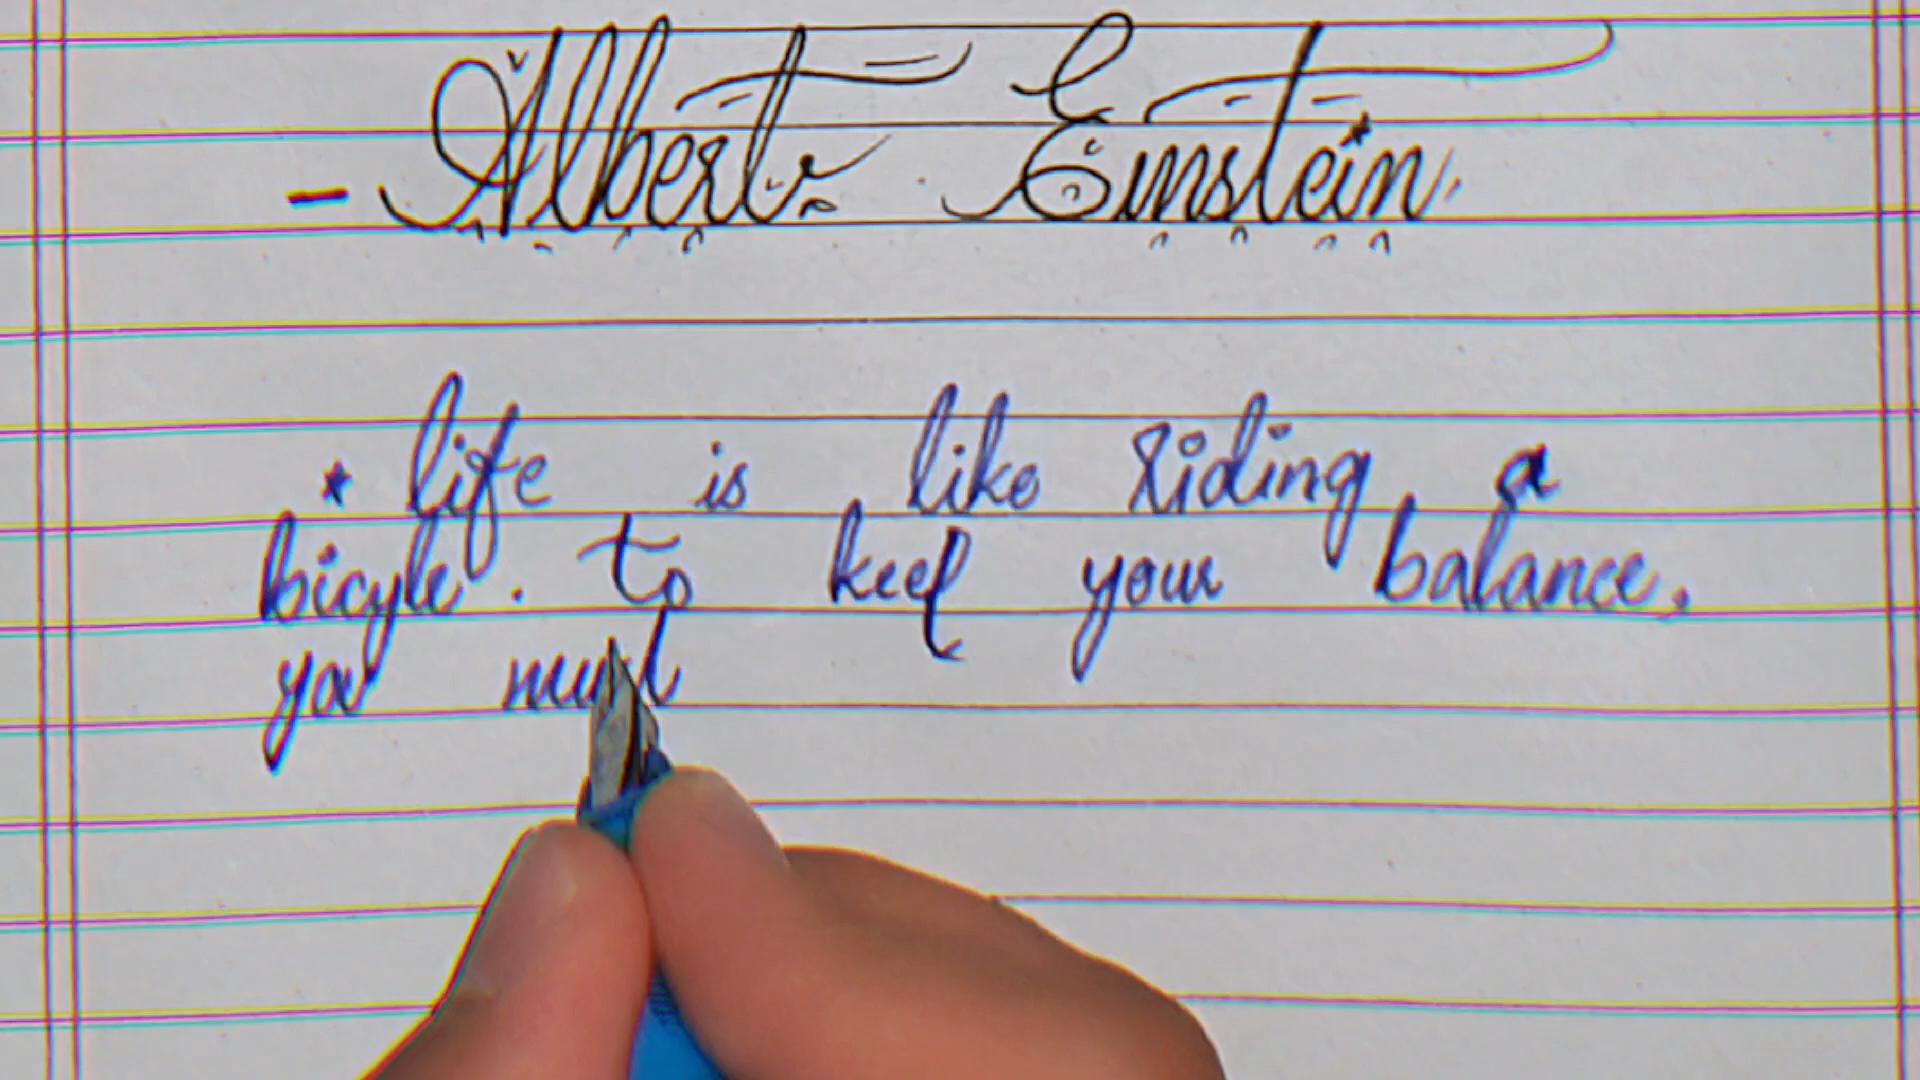 - Albert Einstein
* life is like riding a
bicyle. to keep your balance,
you must